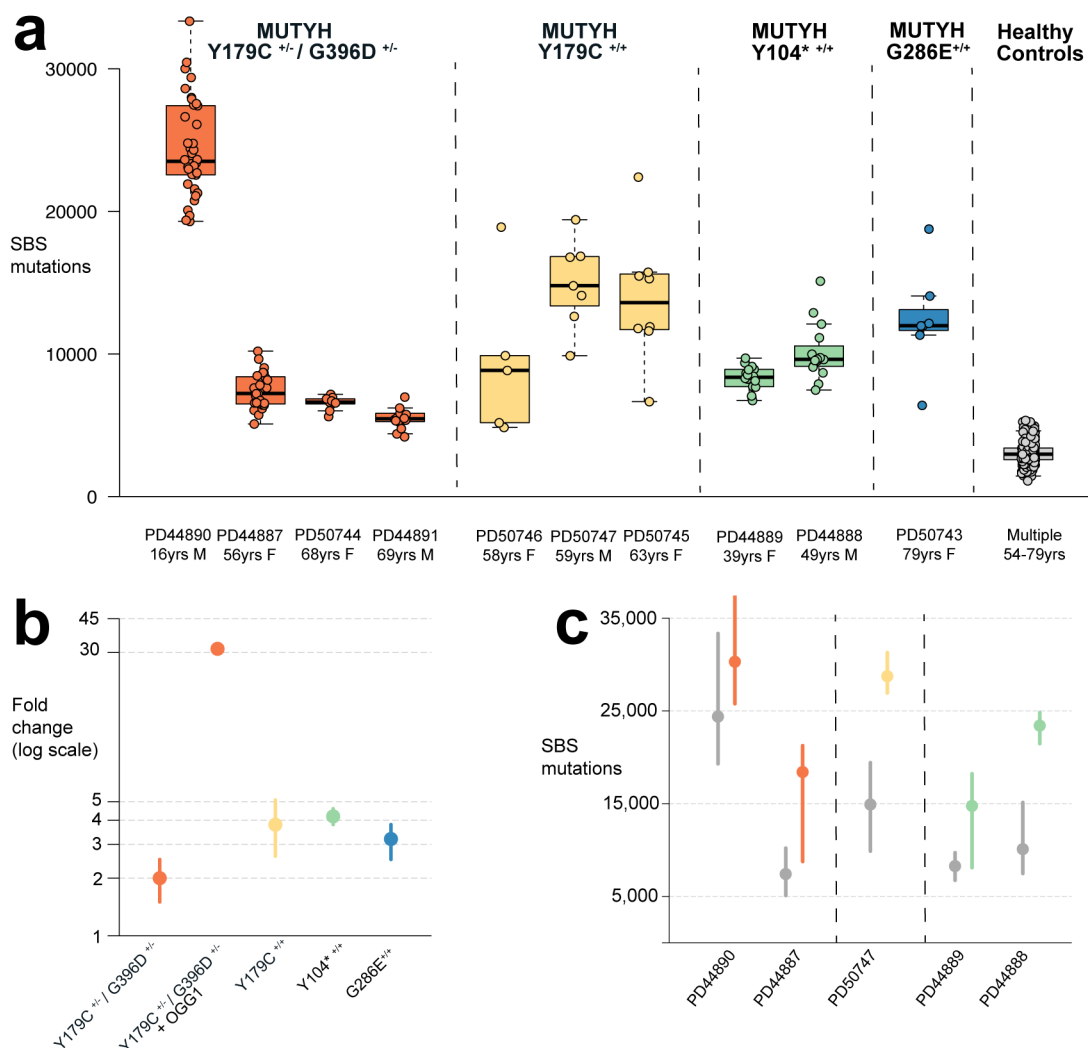 a
MUTYH
Y179C +/- / G396D +/-
MUTYH
Y179C +/+
MUTYH
Y104* +/+
MUTYH
G286E+/+
Healthy
Controls
30000
20000
SBS
mutations
10000
0
PD44890
16yrs M
PD44887
56yrs F
PD50744
68yrs F
PD44891
69yrs M
PD50746
58yrs F
PD50747
59yrs M
PD50745
63yrs F
PD44889
39yrs F
PD44888
49yrs M
PD50743
79yrs F
Multiple
54-79yrs
b
45
30
Fold
change
(log scale)
5
4
3
2
1
Y179C +/- / G396D +/-
Y179C +/- / G396D +/-
+ OGG1
Y179C +/+
Y104* +/+
G286E+/+
c
35,000
25,000
SBS
mutations
15,000
5,000
PD44890
PD44887
PD50747
PD44889
PD44888